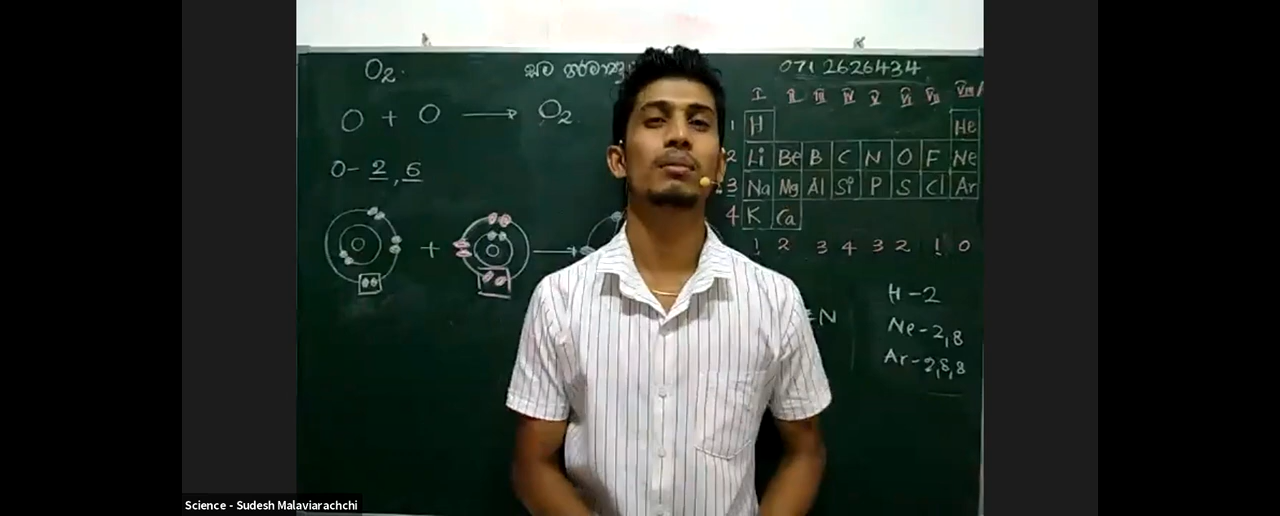 O2
සම
O + O → O2
O - 2, 6
+ →
071 2626434
I II III IV V VI VII VIII/
1 H He
2 Li Be B C N O F Ne
3 Na Mg Al Si P S Cl Ar
4 K Ca
1 2 3 4 3 2 1 0
≡N
H - 2
Ne - 2,8
Ar - 2,8,8
Science - Sudesh Malaviarachchi